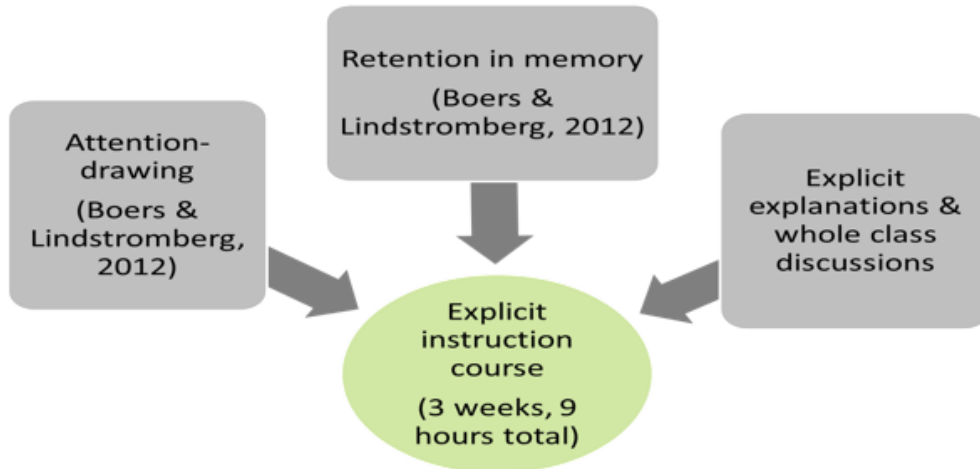 Attention-
drawing
(Boers &
Lindstromberg,
2012)
Retention in memory
(Boers &
Lindstromberg, 2012)
Explicit
explanations &
whole class
discussions
Explicit
instruction
course
(3 weeks, 9
hours total)